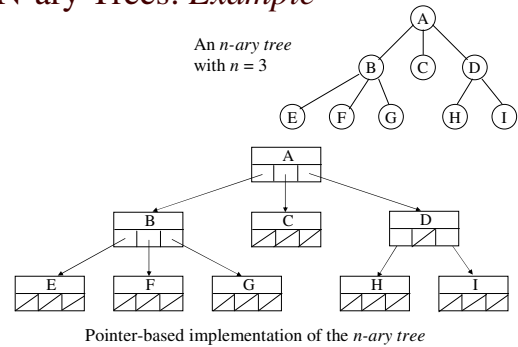 N-ary Trees: Example
An n-ary tree
with n = 3
A
B C D
E F G H I
A
B C D
E F G H I
Pointer-based implementation of the n-ary tree